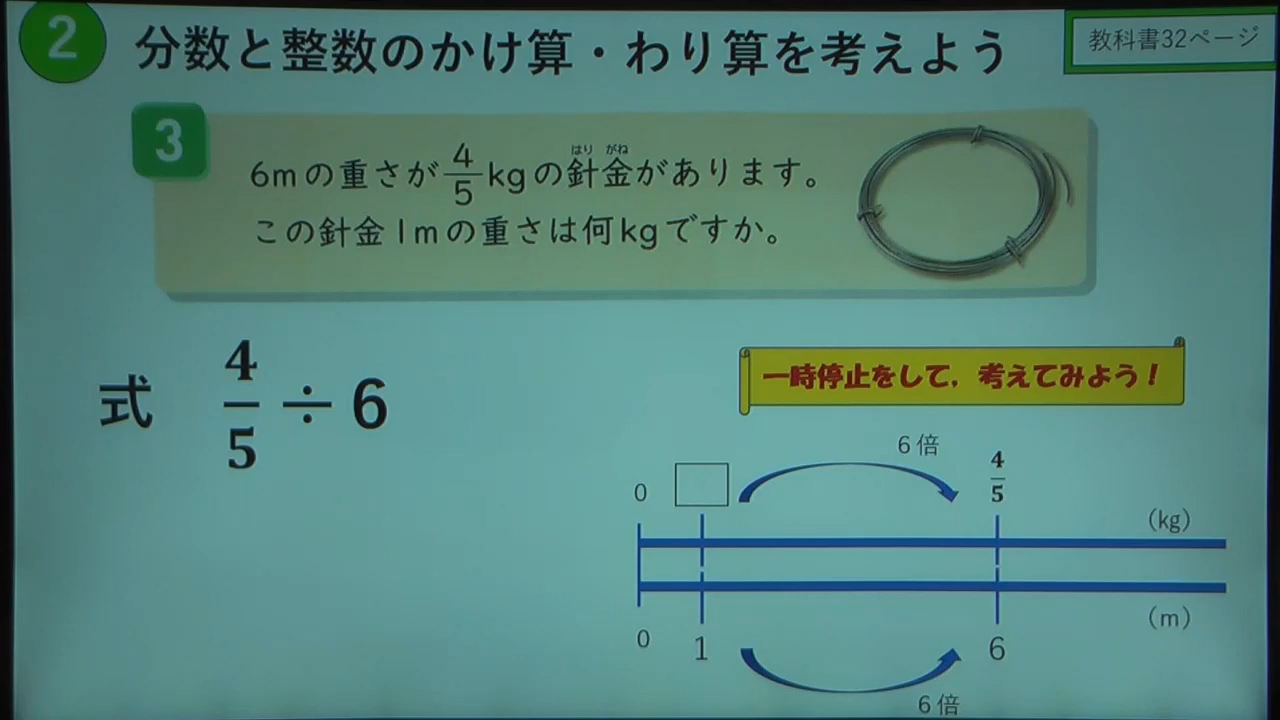 2 分数と整数のかけ算・わり算を考えよう
教科書32ページ
3
6mの重さが4/5kgの針金があります。
はり がね
この針金1mの重さは何kgですか。
式 4/5÷6
一時停止をして，考えてみよう！
6倍
0 □ 4/5
(kg)
(m)
0 1 6
6倍